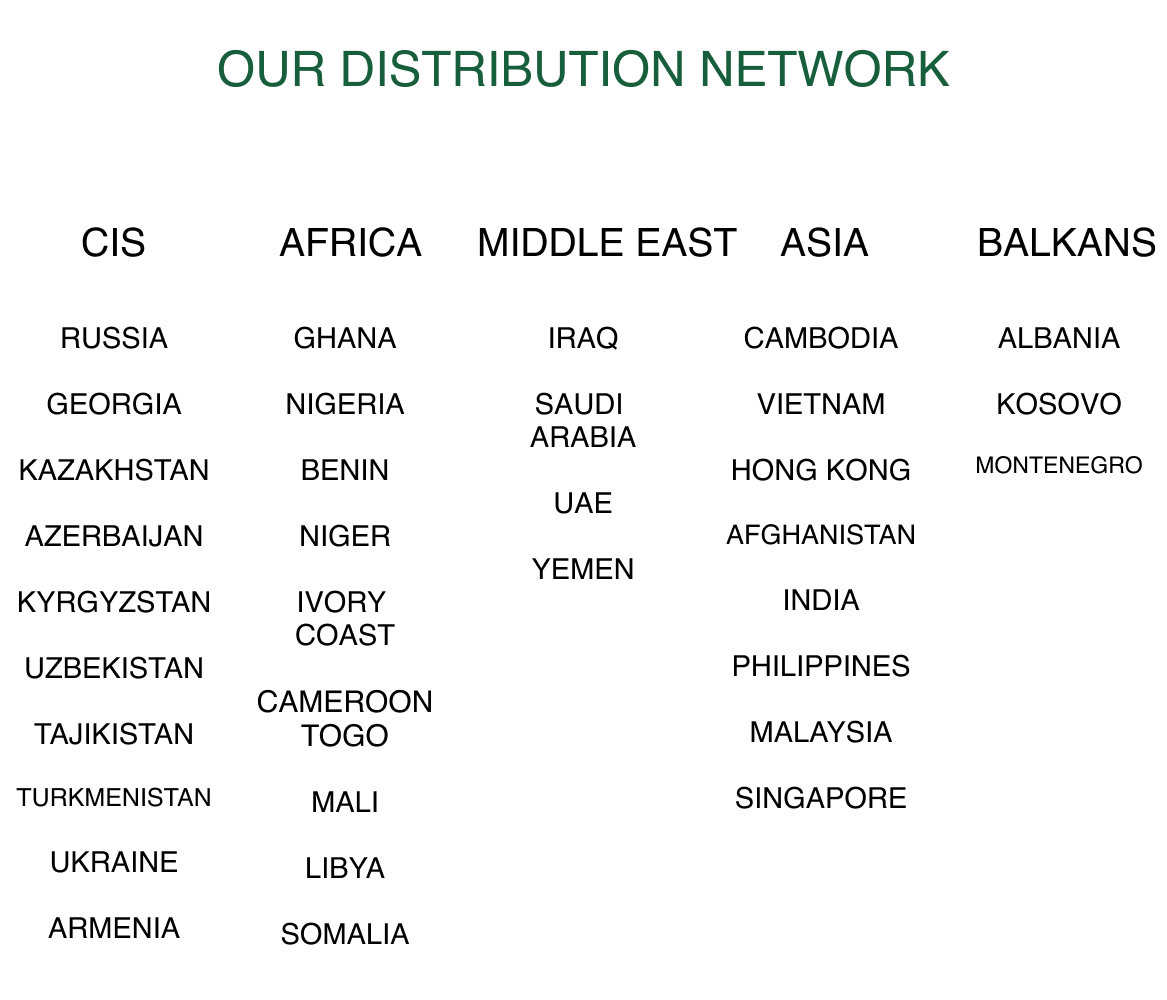 OUR DISTRIBUTION NETWORK
CIS
RUSSIA
GEORGIA
KAZAKHSTAN
AZERBAIJAN
KYRGYZSTAN
UZBEKISTAN
TAJIKISTAN
TURKMENISTAN
UKRAINE
ARMENIA
AFRICA
GHANA
NIGERIA
BENIN
NIGER
IVORY
COAST
CAMEROON
TOGO
MALI
LIBYA
SOMALIA
MIDDLE EAST
IRAQ
SAUDI
ARABIA
UAE
YEMEN
ASIA
CAMBODIA
VIETNAM
HONG KONG
AFGHANISTAN
INDIA
PHILIPPINES
MALAYSIA
SINGAPORE
BALKANS
ALBANIA
KOSOVO
MONTENEGRO